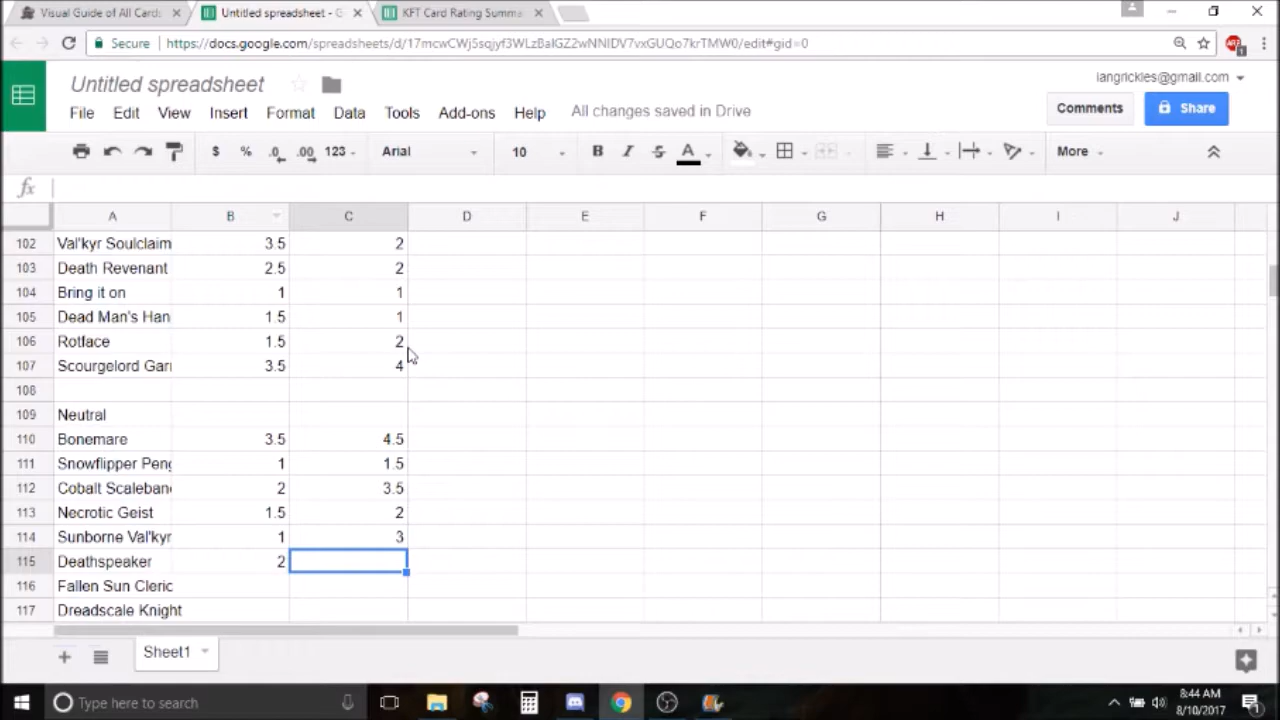 Visual Guide of All Cards
Untitled spreadsheet - G
KFT Card Rating Summa
Secure
https://docs.google.com/spreadsheets/d/17mcwCWj5sqjyf3WLzBalGZ2wNNIDV7vxGUQo7krTMW0/edit#gid=0
Untitled spreadsheet
iangrickles@gmail.com
File Edit View Insert Format Data Tools Add-ons Help All changes saved in Drive
Comments
Share
$ % .0 .00 123 Arial 10 B I S A More
fx
A B C D E F G H I J
102 Val'kyr Soulclaim 3.5 2
103 Death Revenant 2.5 2
104 Bring it on 1 1
105 Dead Man's Han 1.5 1
106 Rotface 1.5 2
107 Scourgelord Garr 3.5 4
108
109 Neutral
110 Bonemare 3.5 4.5
111 Snowflipper Peng 1 1.5
112 Cobalt Scalebane 2 3.5
113 Necrotic Geist 1.5 2
114 Sunborne Val'kyr 1 3
115 Deathspeaker 2
116 Fallen Sun Cleric
117 Dreadscale Knight
Sheet1
Type here to search
8:44 AM
8/10/2017